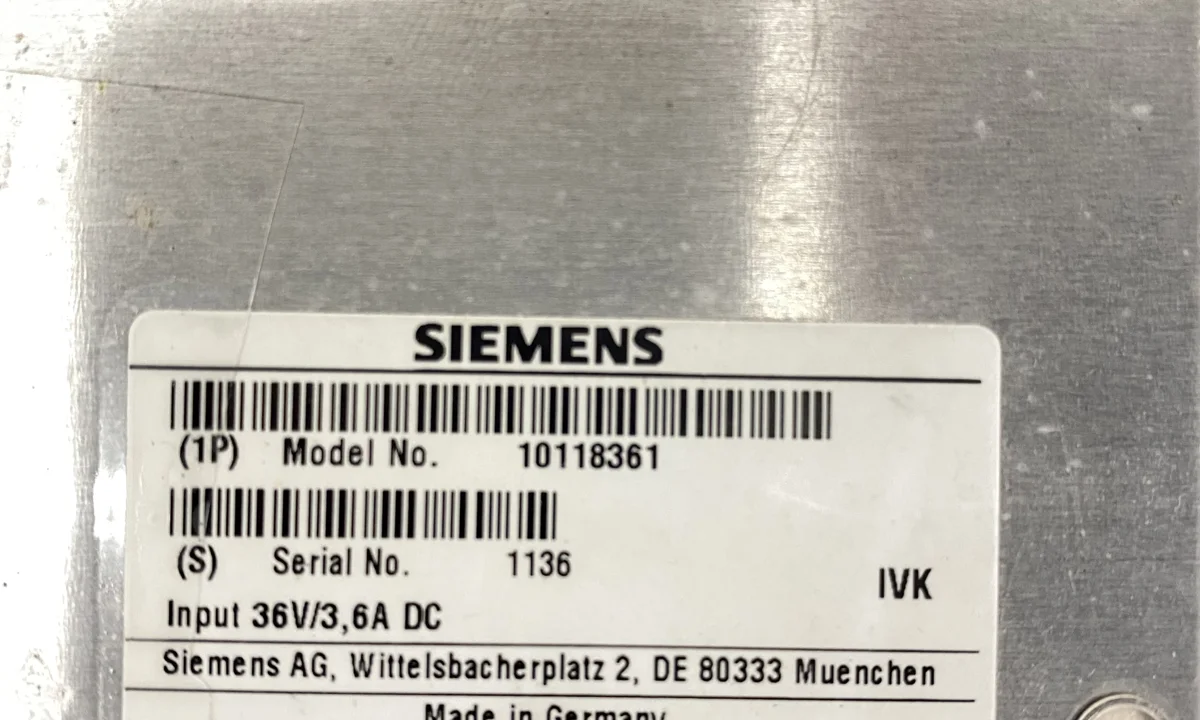 SIEMENS
(1P) Model No. 10118361
(S) Serial No. 1136
IVK
Input 36V/3,6A DC
Siemens AG, Wittelsbacherplatz 2, DE 80333 Muenchen
Made in Germany